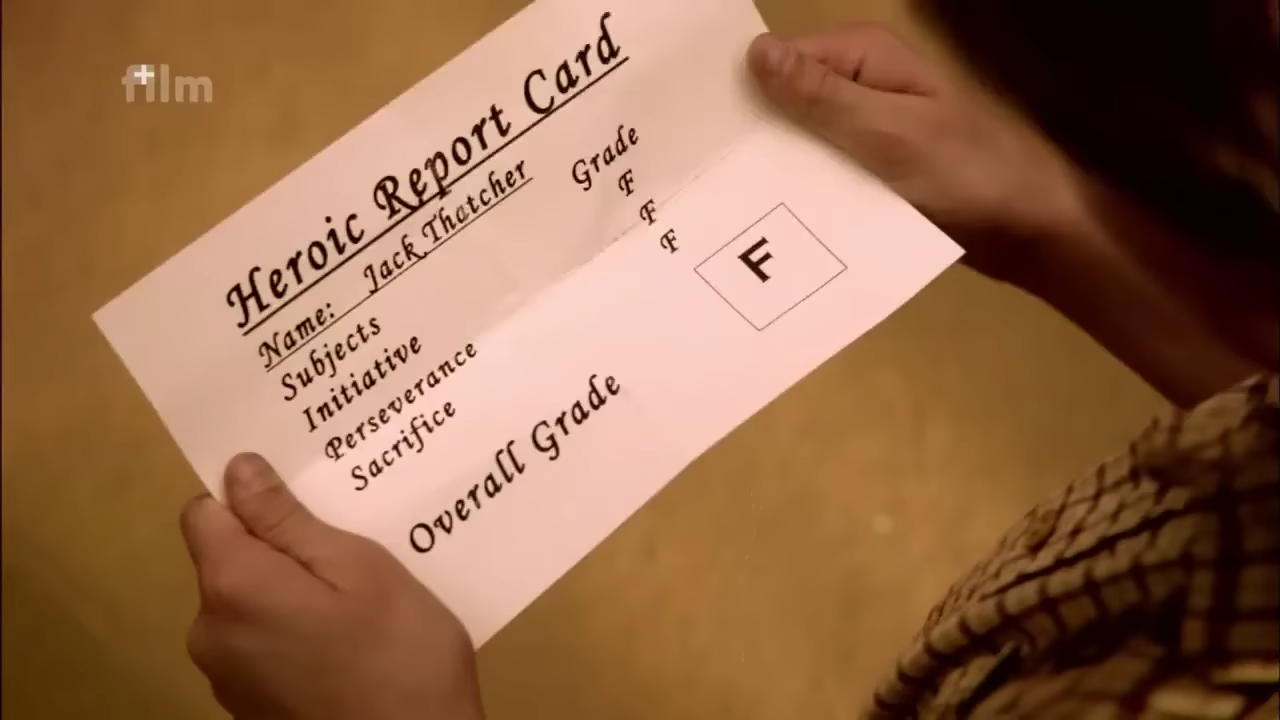 film
Heroic Report Card
Name: Jack Thatcher
Subjects Grade
Initiative F
Perseverance F
Sacrifice F
Overall Grade F